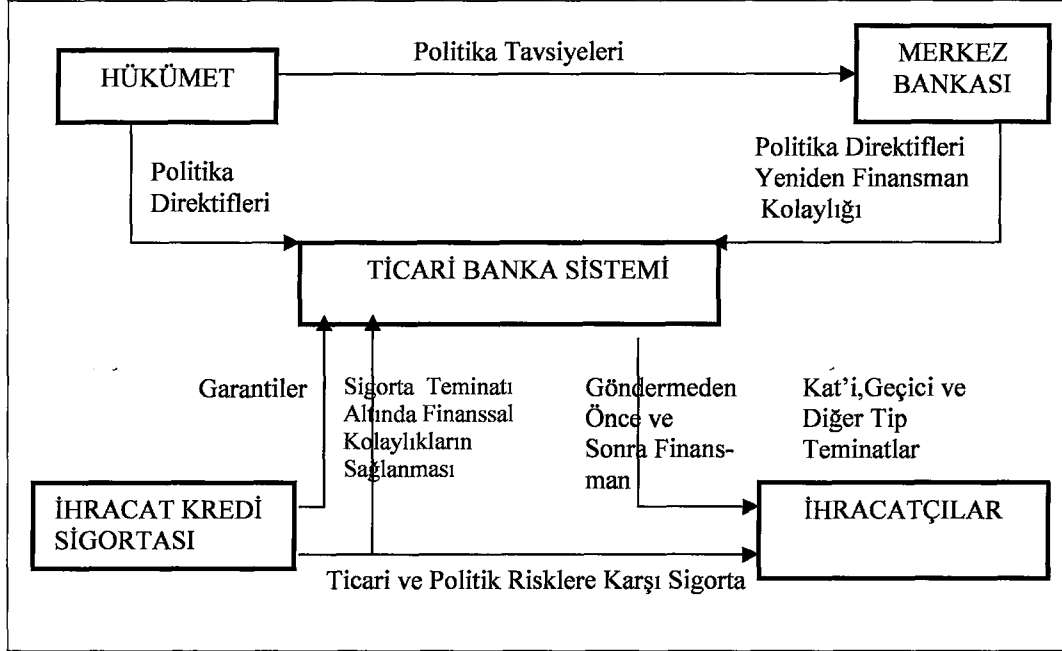 Politika Tavsiyeleri
HÜKÜMET
MERKEZ
BANKASI
Politika
Direktifleri
Politika Direktifleri
Yeniden Finansman
Kolaylığı
TİCARİ BANKA SİSTEMİ
Garantiler
Sigorta Teminatı
Altında Finanssal
Kolaylıkların
Sağlanması
Göndermeden
Önce ve
Sonra Finans-
man
Kat'i,Geçici ve
Diğer Tip
Teminatlar
İHRACAT KREDİ
SİGORTASI
İHRACATÇILAR
Ticari ve Politik Risklere Karşı Sigorta